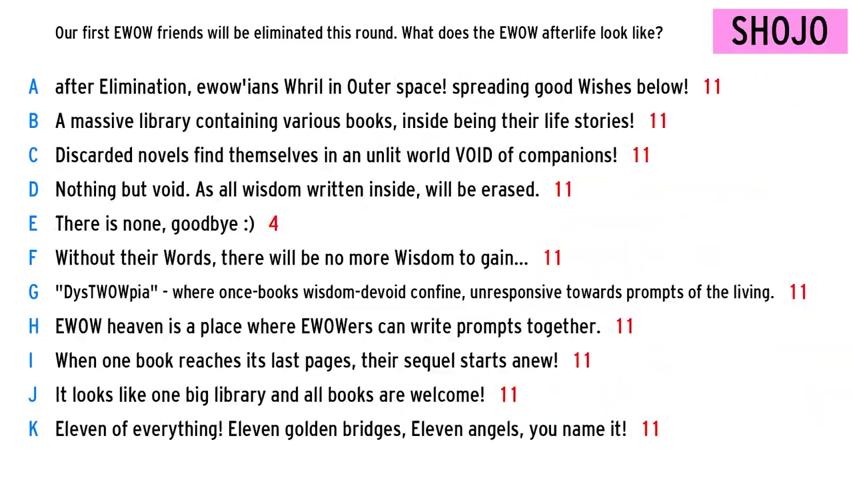 Our first EWOW friends will be eliminated this round. What does the EWOW afterlife look like?
SHOJO
A after Elimination, ewow'ians Whril in Outer space! spreading good Wishes below! 11
B A massive library containing various books, inside being their life stories! 11
C Discarded novels find themselves in an unlit world VOID of companions! 11
D Nothing but void. As all wisdom written inside, will be erased. 11
E There is none, goodbye :) 4
F Without their Words, there will be no more Wisdom to gain... 11
G "DysTWOWpia" - where once-books wisdom-devoid confine, unresponsive towards prompts of the living. 11
H EWOW heaven is a place where EWOWers can write prompts together. 11
I When one book reaches its last pages, their sequel starts anew! 11
J It looks like one big library and all books are welcome! 11
K Eleven of everything! Eleven golden bridges, Eleven angels, you name it! 11